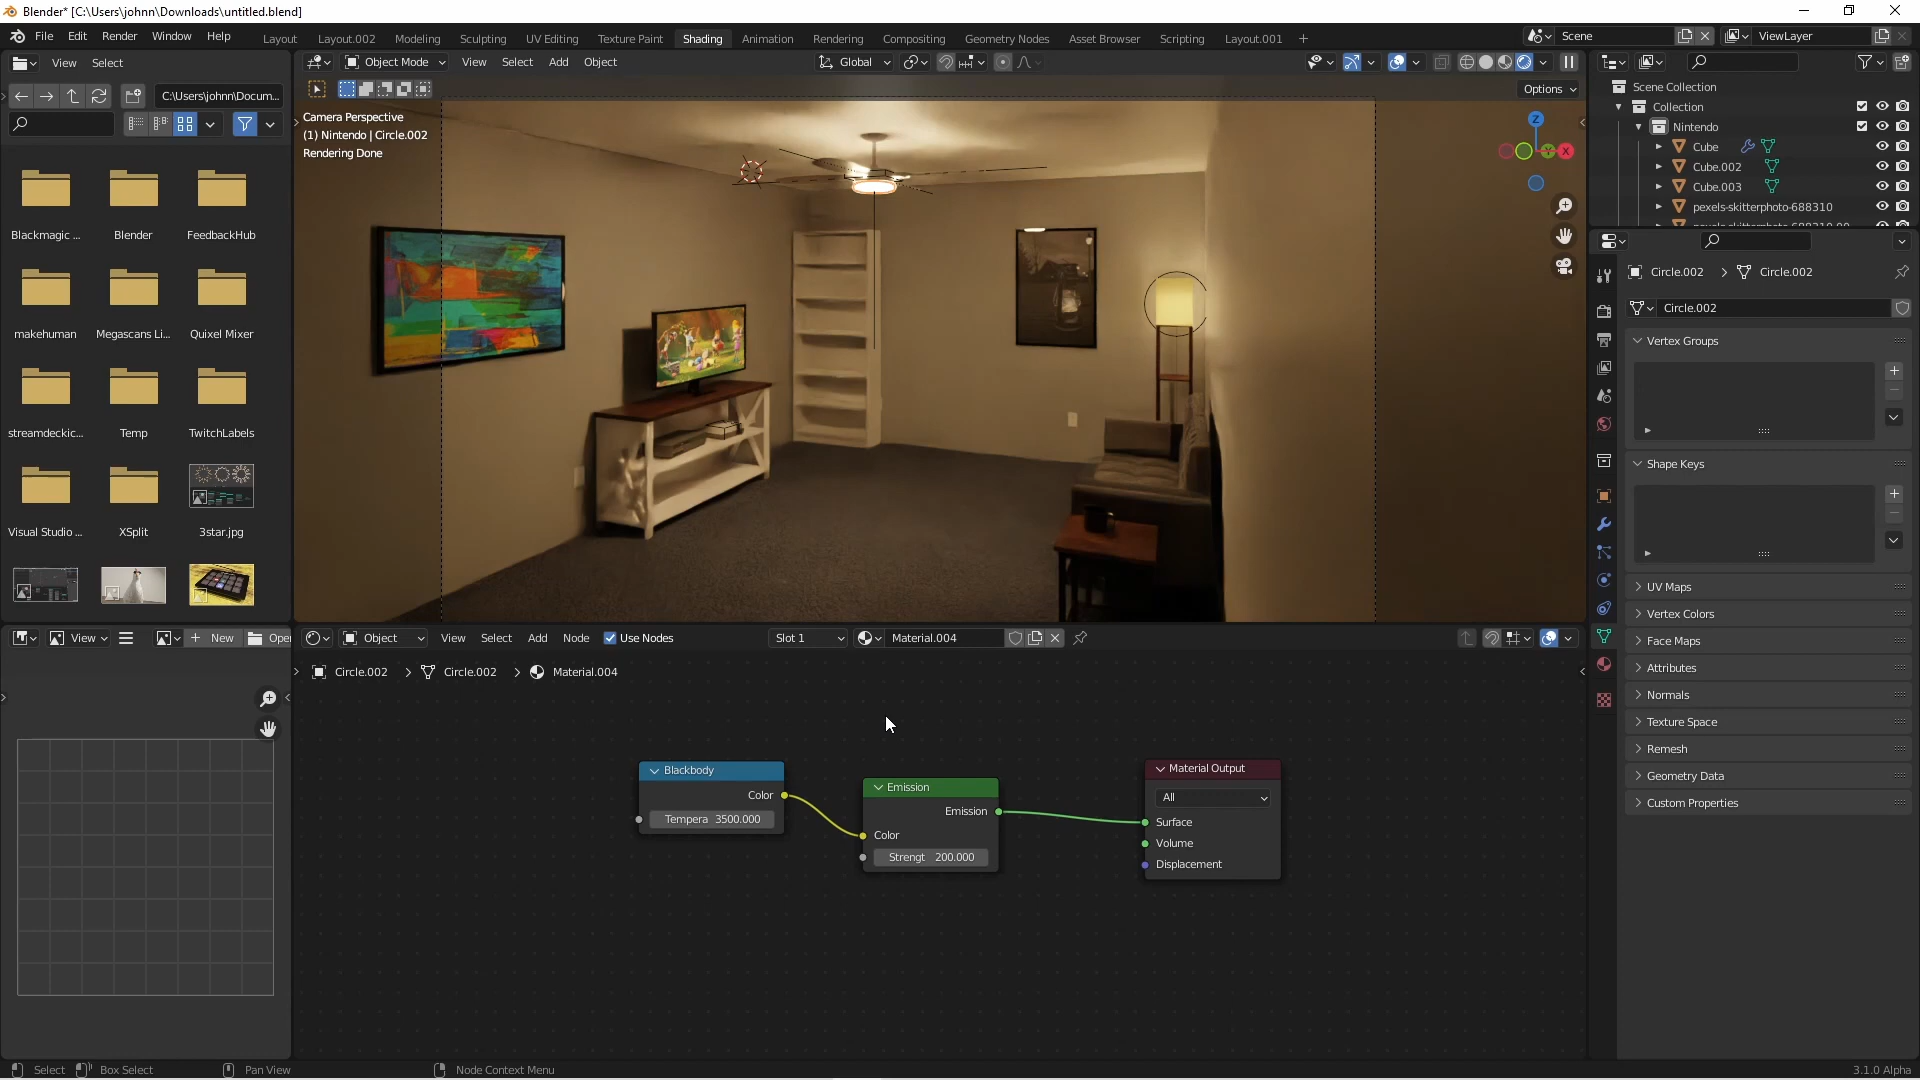 Blender* [C:\Users\johnn\Downloads\untitled.blend]
File Edit Render Window Help
Layout Layout.002 Modeling Sculpting UV Editing Texture Paint Shading Animation Rendering Compositing Geometry Nodes Asset Browser Scripting Layout.001 +
Scene
ViewLayer
View Select
C:\Users\johnn\Docum...
Blackmagic ...
Blender
FeedbackHub
makehuman
Megascans Li...
Quixel Mixer
streamdeckic...
Temp
TwitchLabels
Visual Studio ...
XSplit
3star.jpg
Object Mode View Select Add Object
Global
Options
Camera Perspective
(1) Nintendo | Circle.002
Rendering Done
Z
Y
X
Scene Collection
Collection
Nintendo
Cube
Cube.002
Cube.003
pexels-skitterphoto-688310
Circle.002 > Circle.002
Circle.002
Vertex Groups
Shape Keys
UV Maps
Vertex Colors
Face Maps
Attributes
Normals
Texture Space
Remesh
Geometry Data
Custom Properties
View
New
Open
Object View Select Add Node Use Nodes
Slot 1
Material.004
Circle.002 > Circle.002 > Material.004
Blackbody
Color
Tempera 3500.000
Emission
Emission
Color
Strengt 200.000
Material Output
All
Surface
Volume
Displacement
Select
Box Select
Pan View
Node Context Menu
3.1.0 Alpha